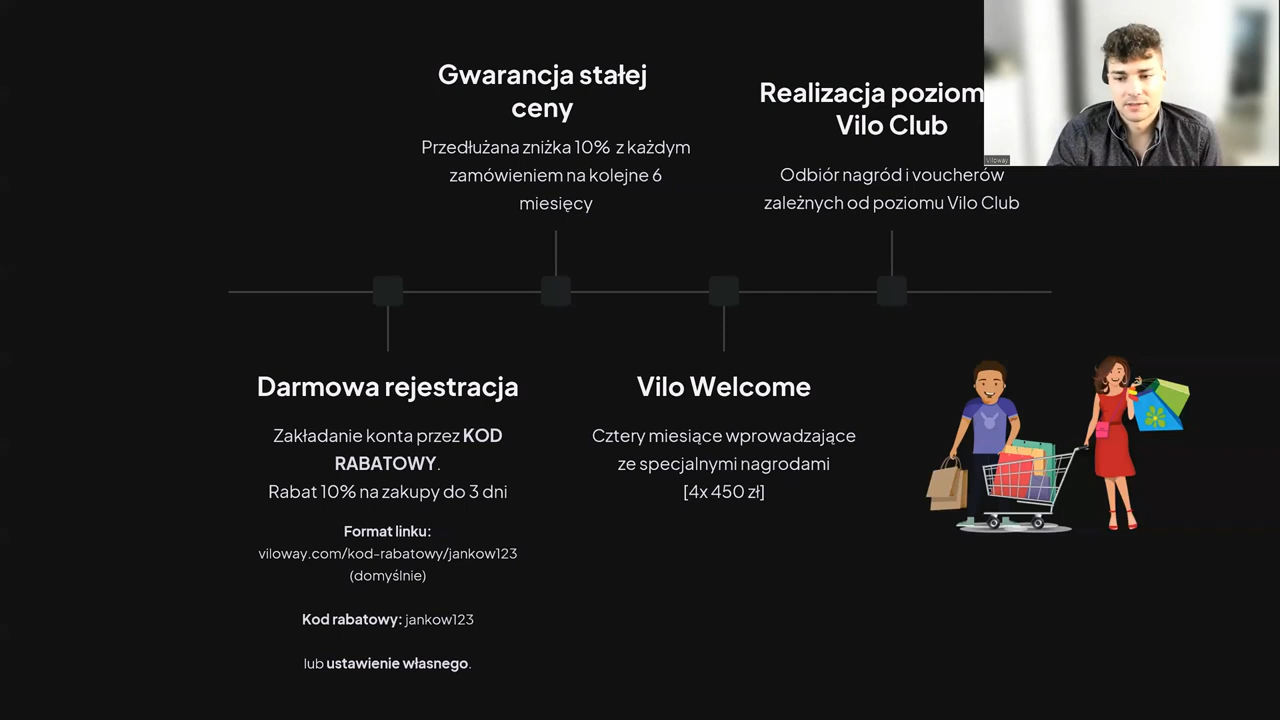 Gwarancja stałej
ceny
Przedłużana zniżka 10% z każdym
zamówieniem na kolejne 6
miesięcy
Realizacja poziom
Vilo Club
Odbiór nagród i voucherów
zależnych od poziomu Vilo Club
viloway
Darmowa rejestracja
Zakładanie konta przez KOD
RABATOWY.
Rabat 10% na zakupy do 3 dni
Format linku:
viloway.com/kod-rabatowy/jankow123
(domyślnie)
Kod rabatowy: jankow123
lub ustawienie własnego.
Vilo Welcome
Cztery miesiące wprowadzające
ze specjalnymi nagrodami
[4x 450 zł]